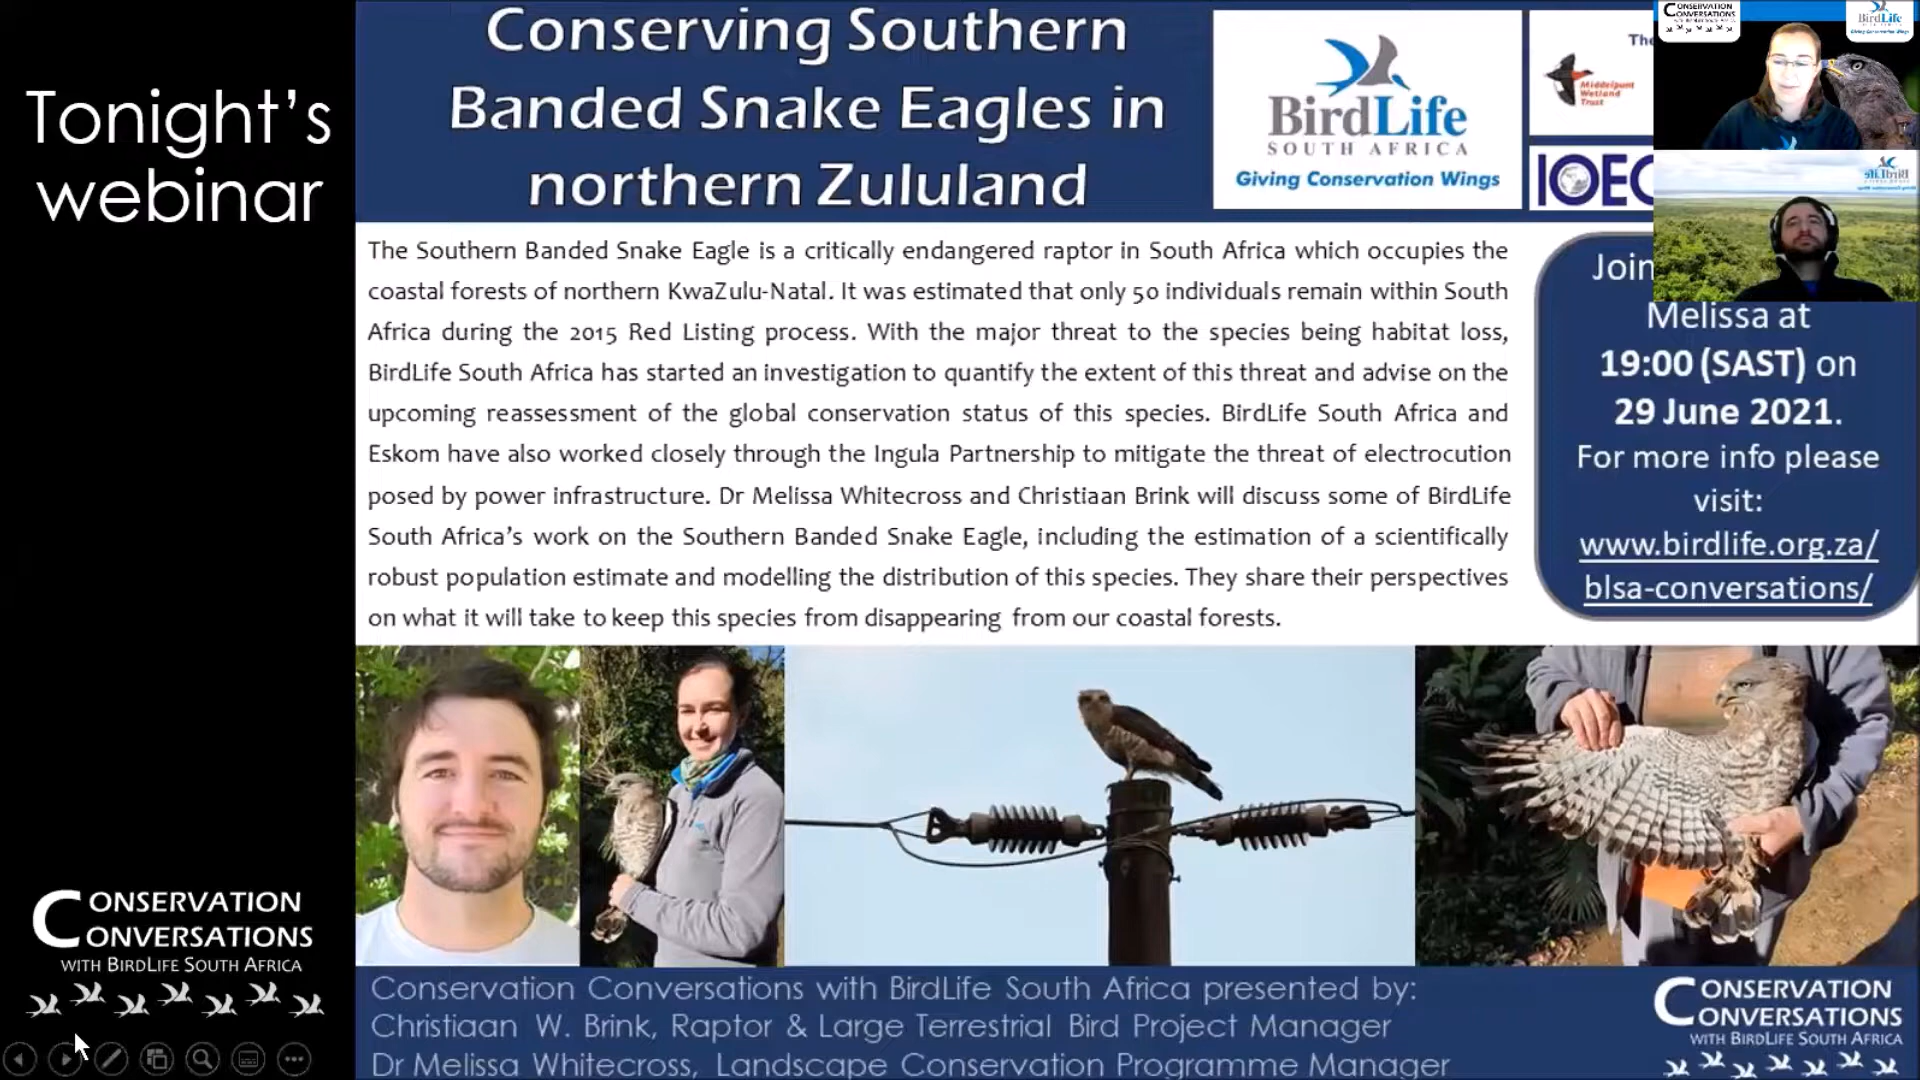 Tonight's
webinar
Conserving Southern
Banded Snake Eagles in
northern Zululand
BirdLife
SOUTH AFRICA
Giving Conservation Wings
The
Middelpunt
Wetland
Trust
IOEC
CONSERVATION
CONVERSATIONS
BirdLife
Giving Conservation Wings
The Southern Banded Snake Eagle is a critically endangered raptor in South Africa which occupies the
coastal forests of northern KwaZulu-Natal. It was estimated that only 50 individuals remain within South
Africa during the 2015 Red Listing process. With the major threat to the species being habitat loss,
BirdLife South Africa has started an investigation to quantify the extent of this threat and advise on the
upcoming reassessment of the global conservation status of this species. BirdLife South Africa and
Eskom have also worked closely through the Ingula Partnership to mitigate the threat of electrocution
posed by power infrastructure. Dr Melissa Whitecross and Christiaan Brink will discuss some of BirdLife
South Africa's work on the Southern Banded Snake Eagle, including the estimation of a scientifically
robust population estimate and modelling the distribution of this species. They share their perspectives
on what it will take to keep this species from disappearing from our coastal forests.
Join
Melissa at
19:00 (SAST) on
29 June 2021.
For more info please
visit:
www.birdlife.org.za/
blsa-conversations/
CONSERVATION
CONVERSATIONS
WITH BIRDLIFE SOUTH AFRICA
Conservation Conversations with BirdLife South Africa presented by:
Christiaan W. Brink, Raptor & Large Terrestrial Bird Project Manager
Dr Melissa Whitecross, Landscape Conservation Programme Manager
CONSERVATION
CONVERSATIONS
WITH BIRDLIFE SOUTH AFRICA